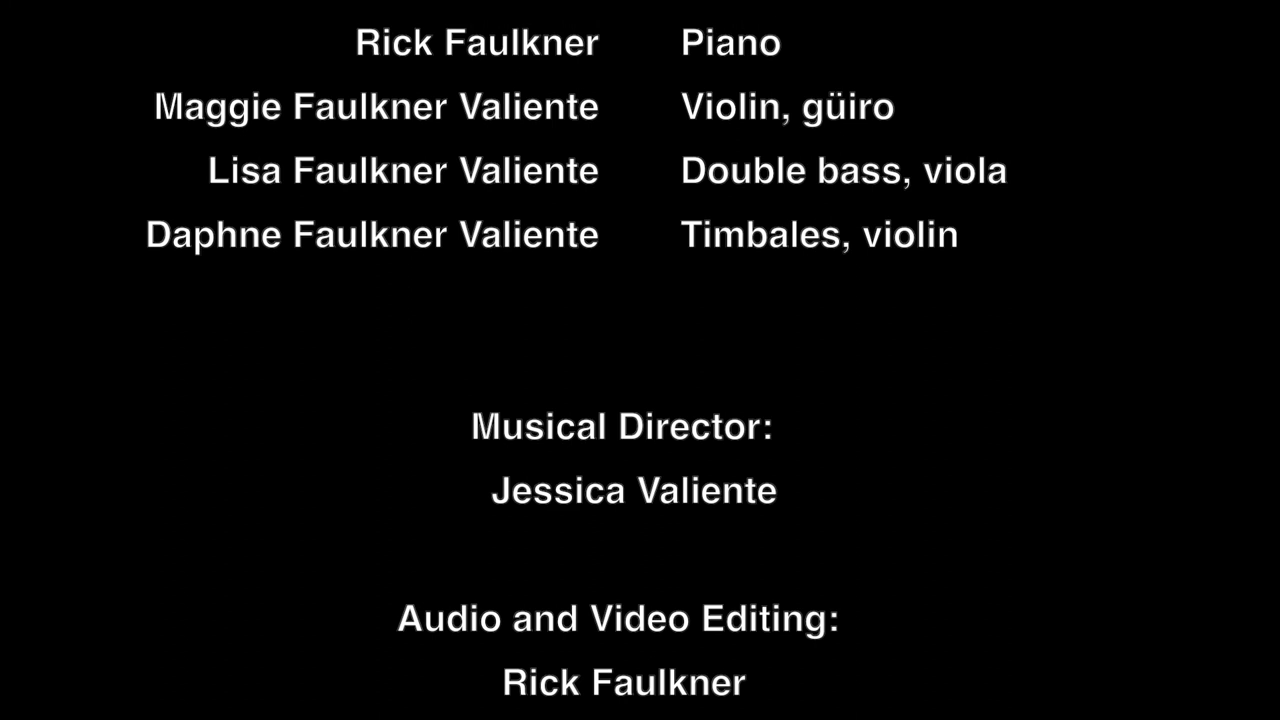 Rick Faulkner Piano
Maggie Faulkner Valiente Violin, güiro
Lisa Faulkner Valiente Double bass, viola
Daphne Faulkner Valiente Timbales, violin
Musical Director:
Jessica Valiente
Audio and Video Editing:
Rick Faulkner